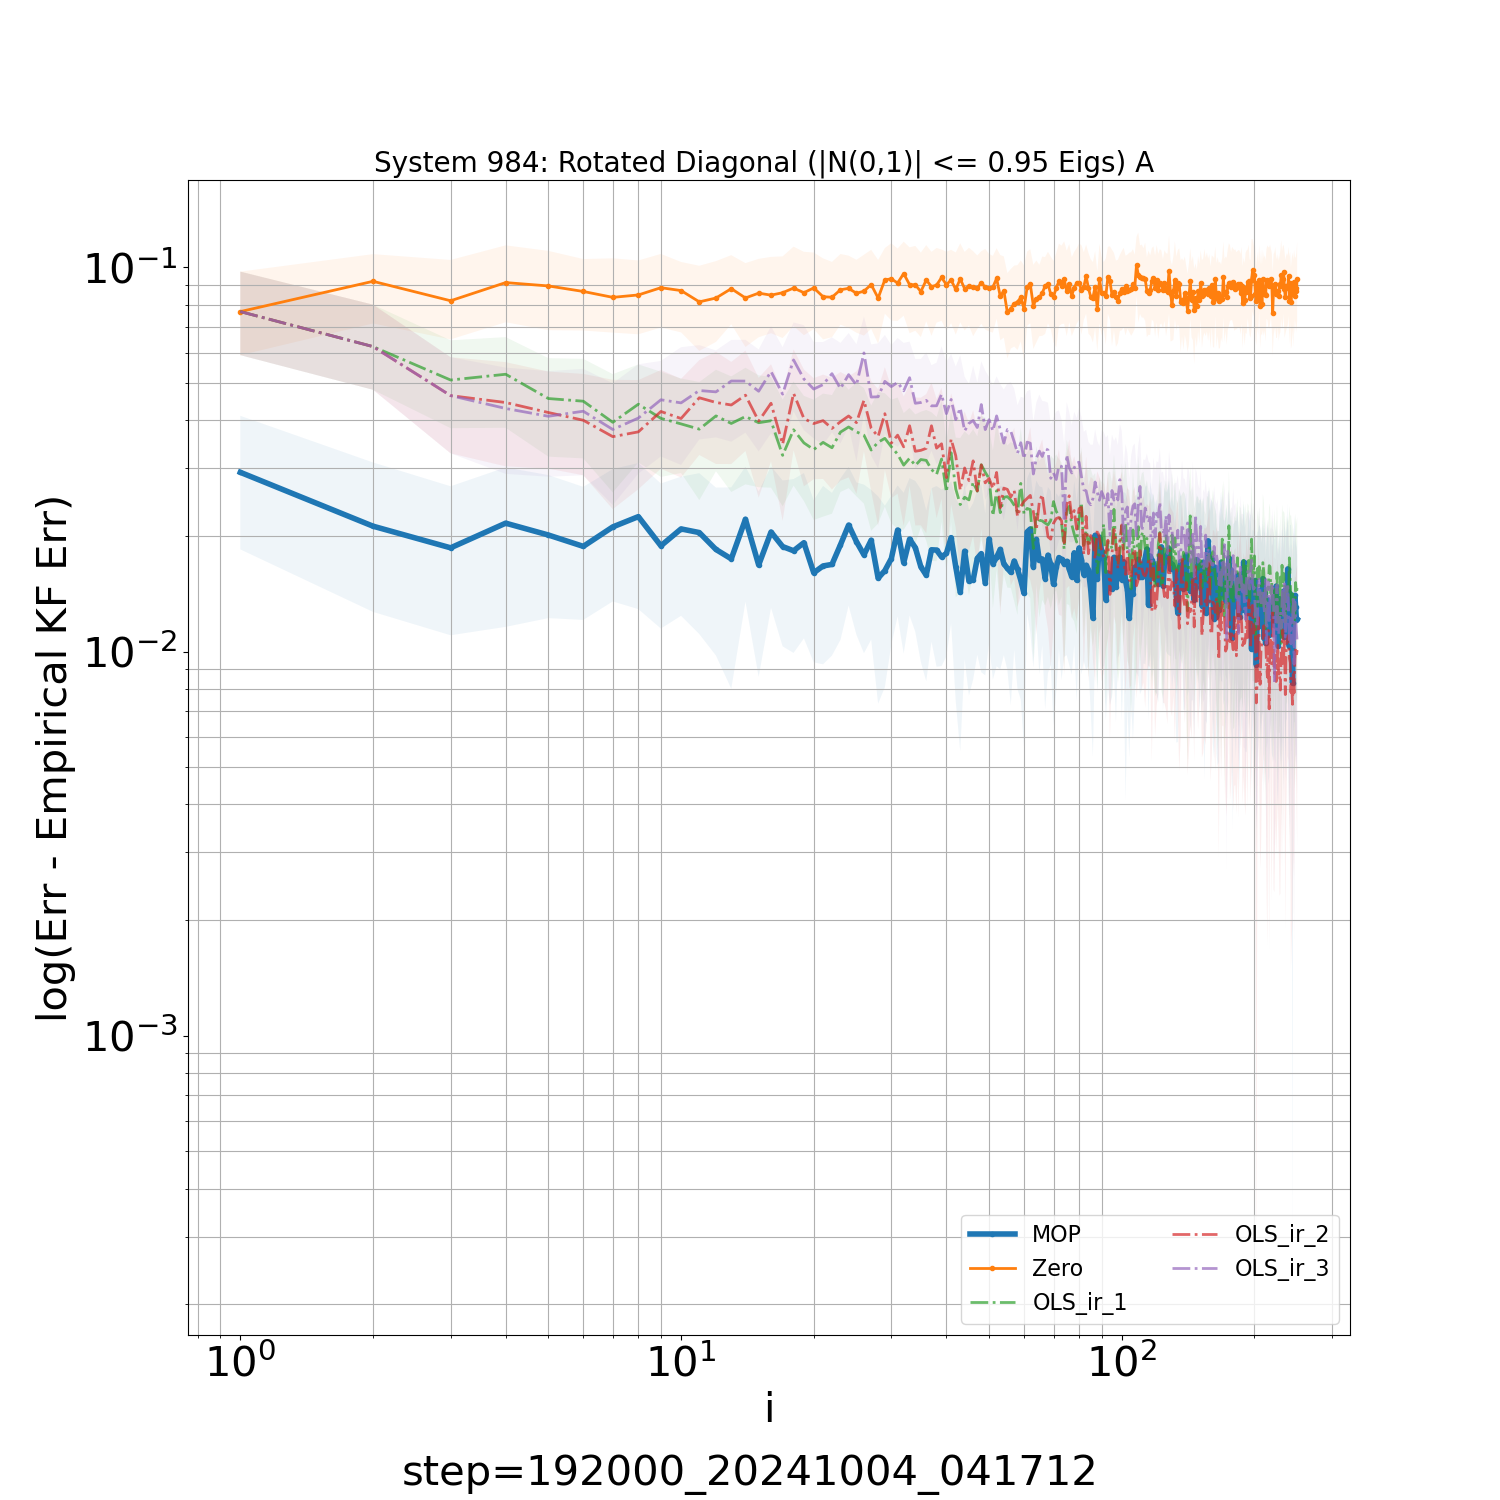 System 984: Rotated Diagonal (|N(0,1)| <= 0.95 Eigs) A
log(Err - Empirical KF Err)
10⁻¹
10⁻²
10⁻³
MOP
Zero
OLS_ir_1
OLS_ir_2
OLS_ir_3
10⁰ 10¹ 10²
i
step=192000_20241004_041712